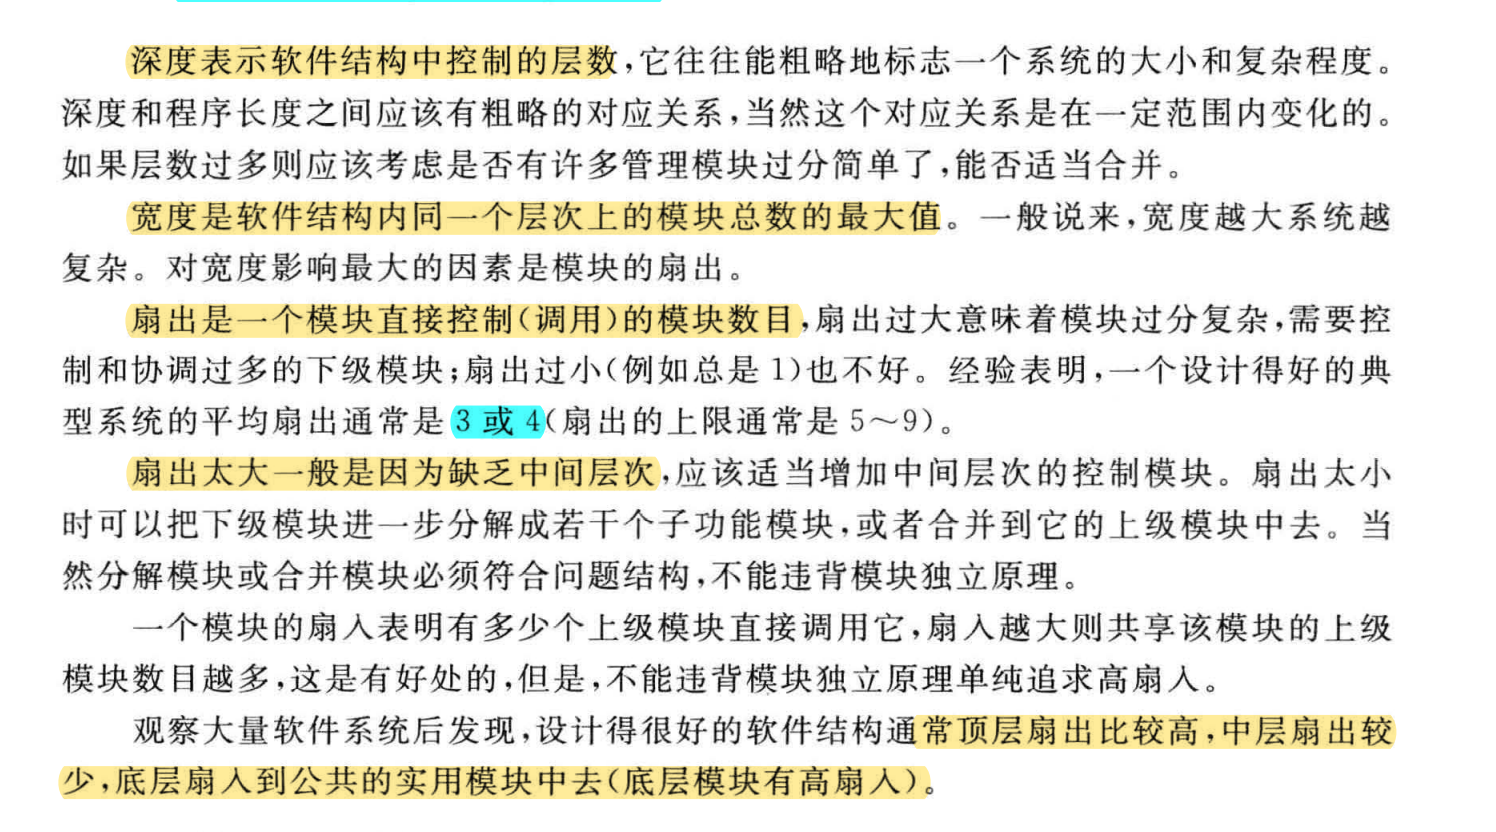 深度表示软件结构中控制的层数,它往往能粗略地标志一个系统的大小和复杂程度。
深度和程序长度之间应该有粗略的对应关系,当然这个对应关系是在一定范围内变化的。
如果层数过多则应该考虑是否有许多管理模块过分简单了,能否适当合并。
宽度是软件结构内同一个层次上的模块总数的最大值。一般说来,宽度越大系统越
复杂。对宽度影响最大的因素是模块的扇出。
扇出是一个模块直接控制(调用)的模块数目,扇出过大意味着模块过分复杂,需要控
制和协调过多的下级模块;扇出过小(例如总是1)也不好。经验表明,一个设计得好的典
型系统的平均扇出通常是3或4(扇出的上限通常是5～9)。
扇出太大一般是因为缺乏中间层次,应该适当增加中间层次的控制模块。扇出太小
时可以把下级模块进一步分解成若干个子功能模块,或者合并到它的上级模块中去。当
然分解模块或合并模块必须符合问题结构,不能违背模块独立原理。
一个模块的扇入表明有多少个上级模块直接调用它,扇入越大则共享该模块的上级
模块数目越多,这是有好处的,但是,不能违背模块独立原理单纯追求高扇入。
观察大量软件系统后发现,设计得很好的软件结构通常顶层扇出比较高,中层扇出较
少,底层扇入到公共的实用模块中去(底层模块有高扇入)。